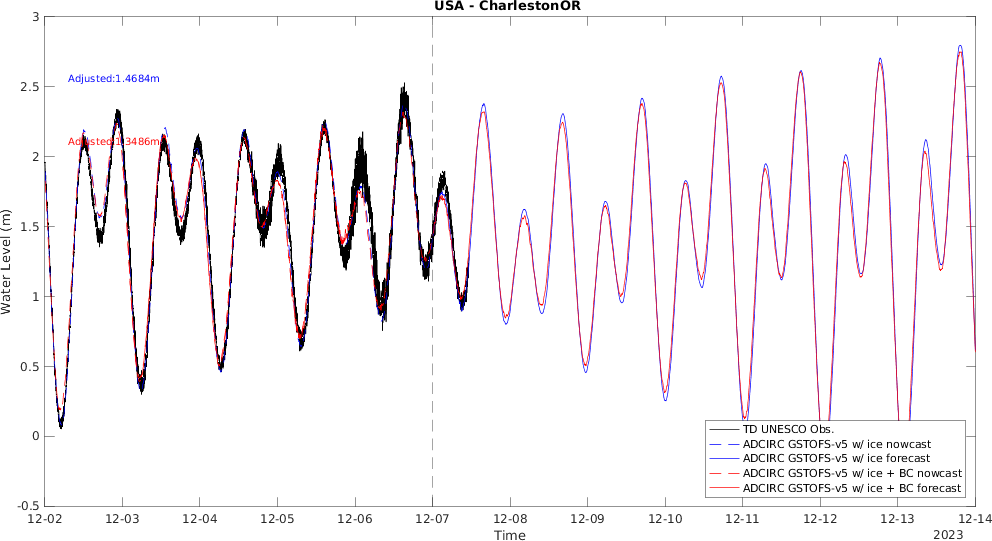 USA - CharlestonOR
3
2.5
2
1.5
1
0.5
0
-0.5
Water Level (m)
Adjusted:1.4684m
Adjusted:1.3486m
TD UNESCO Obs.
ADCIRC GSTOFS-v5 w/ ice nowcast
ADCIRC GSTOFS-v5 w/ ice forecast
ADCIRC GSTOFS-v5 w/ ice + BC nowcast
ADCIRC GSTOFS-v5 w/ ice + BC forecast
12-02 12-03 12-04 12-05 12-06 12-07 12-08 12-09 12-10 12-11 12-12 12-13 12-14
Time
2023